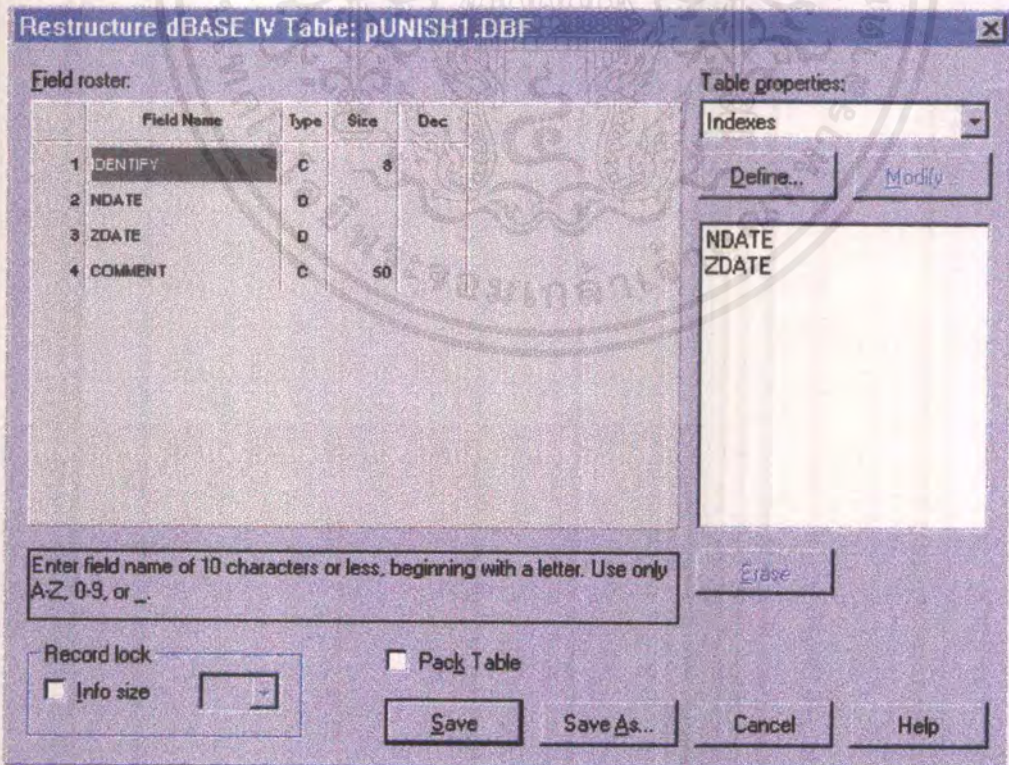 Restructure dBASE IV Table: pUNISH1.DBF
Field roster:
Field Name Type Size Dec
1 IDENTIFY C 8
2 NDATE D
3 ZDATE D
4 COMMENT C 50
Enter field name of 10 characters or less, beginning with a letter. Use only
A-Z, 0-9, or _.
Record lock
Info size
Pack Table
Table properties:
Indexes
Define...
Modify...
NDATE
ZDATE
Erase
Save
Save As...
Cancel
Help